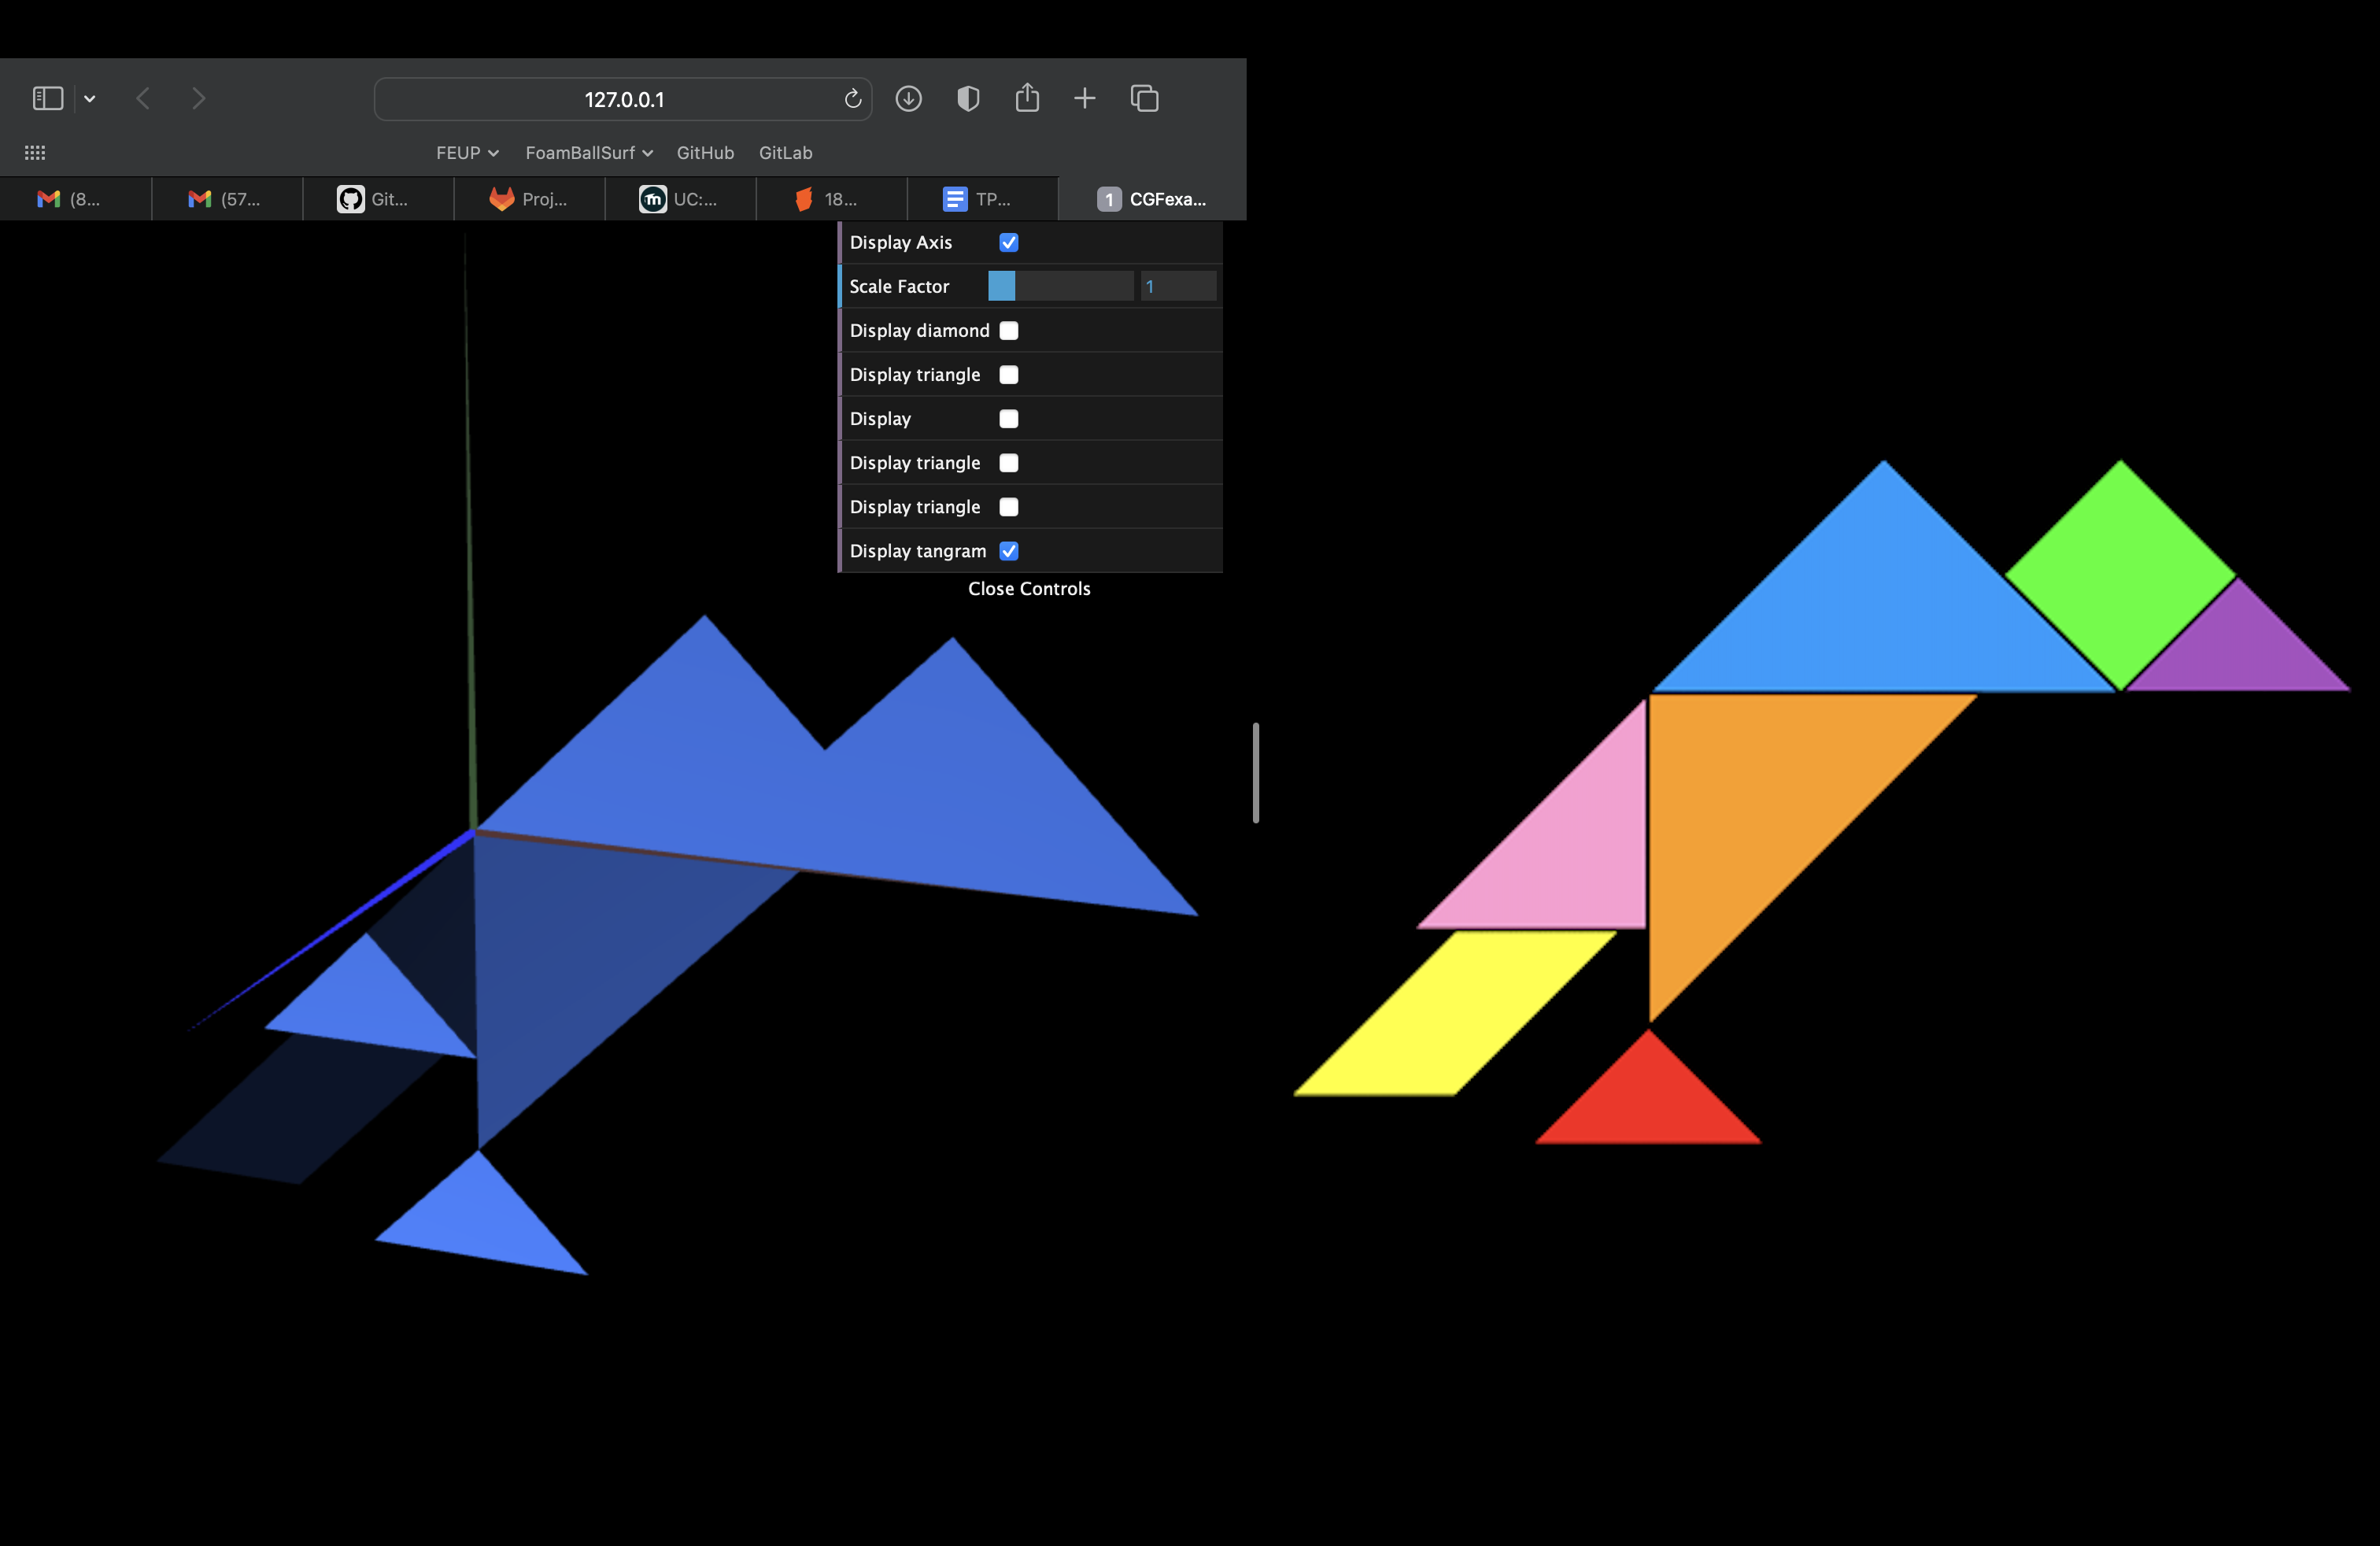 127.0.0.1
FEUP FoamBallSurf GitHub GitLab
(8... (57... Git... Proj... m UC:... 18... TP... 1 CGFexa...
Display Axis
Scale Factor 1
Display diamond
Display triangle
Display
Display triangle
Display triangle
Display tangram
Close Controls